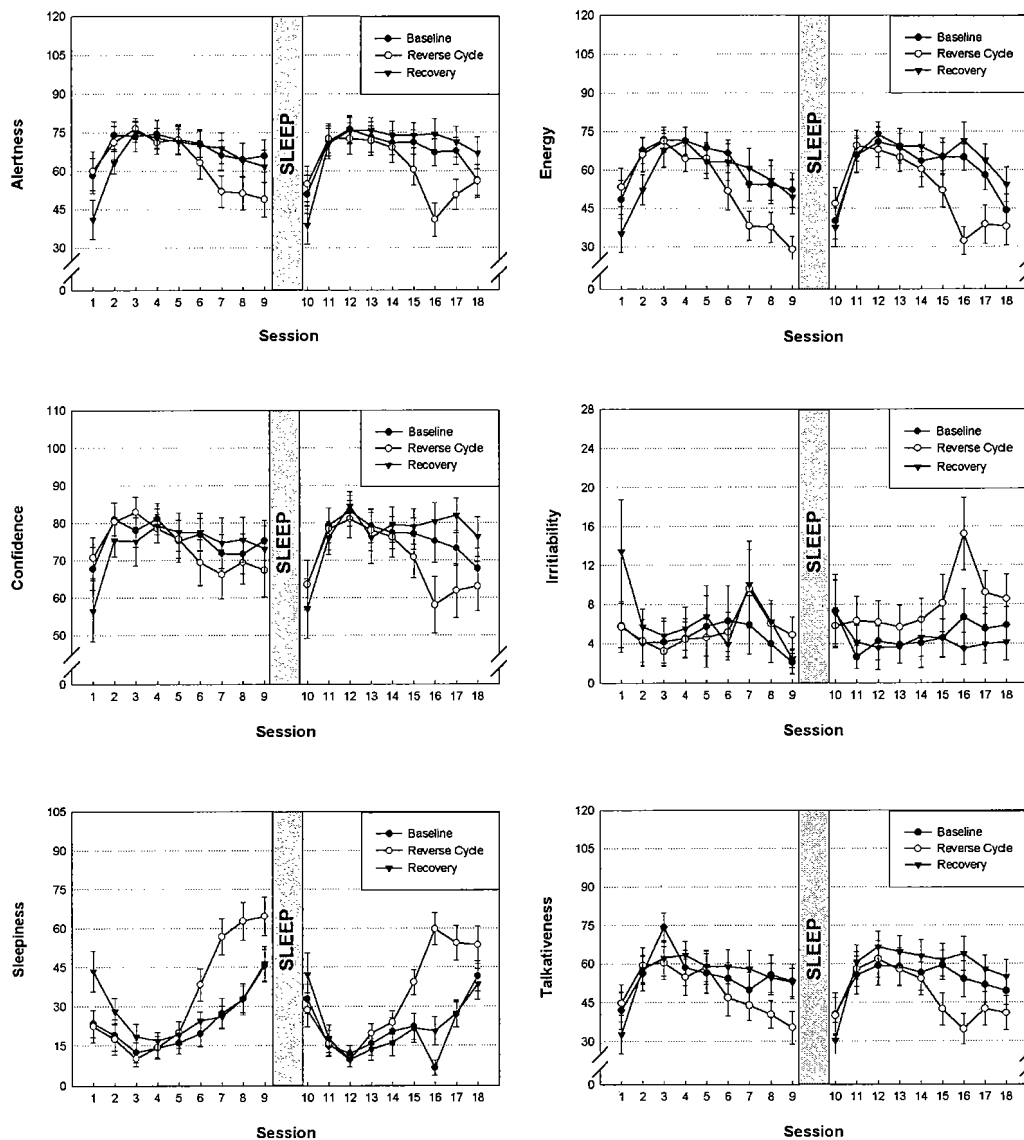 120
105
90
75
60
45
30
0
Alertness
Baseline
Reverse Cycle
Recovery
SLEEP
1 2 3 4 5 6 7 8 9 10 11 12 13 14 15 16 17 18
Session
120
105
90
75
60
45
30
0
Energy
Baseline
Reverse Cycle
Recovery
SLEEP
1 2 3 4 5 6 7 8 9 10 11 12 13 14 15 16 17 18
Session
110
100
90
80
70
60
50
0
Confidence
Baseline
Reverse Cycle
Recovery
SLEEP
1 2 3 4 5 6 7 8 9 10 11 12 13 14 15 16 17 18
Session
28
24
20
16
12
8
4
0
Irritiability
Baseline
Reverse Cycle
Recovery
SLEEP
1 2 3 4 5 6 7 8 9 10 11 12 13 14 15 16 17 18
Session
105
90
75
60
45
30
15
0
Sleepiness
Baseline
Reverse Cycle
Recovery
SLEEP
1 2 3 4 5 6 7 8 9 10 11 12 13 14 15 16 17 18
Session
120
105
90
75
60
45
30
0
Talkativeness
Baseline
Reverse Cycle
Recovery
SLEEP
1 2 3 4 5 6 7 8 9 10 11 12 13 14 15 16 17 18
Session